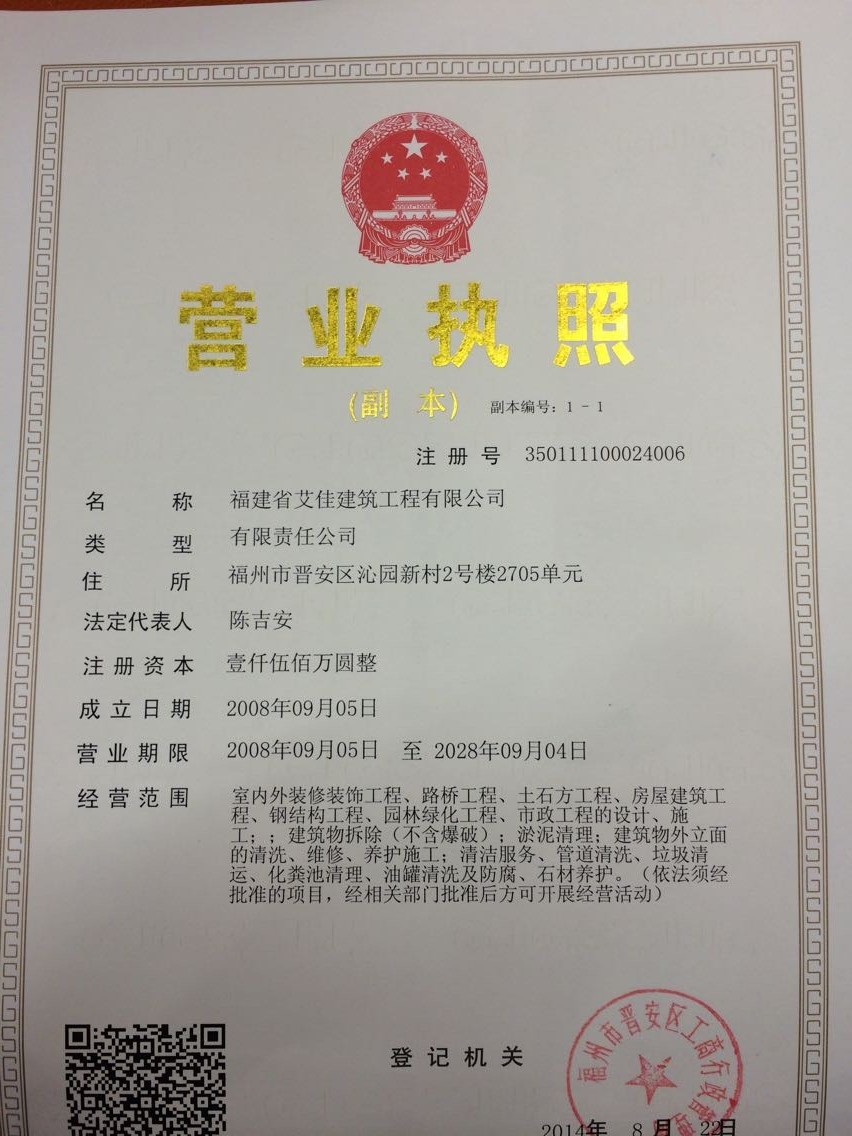 营业执照
(副 本) 副本编号：1-1
注册号 350111100024006
名 称 福建省艾佳建筑工程有限公司
类 型 有限责任公司
住 所 福州市晋安区沁园新村2号楼2705单元
法定代表人 陈吉安
注册资本 壹仟伍佰万圆整
成立日期 2008年09月05日
营业期限 2008年09月05日 至 2028年09月04日
经营范围 室内外装修装饰工程、路桥工程、土石方工程、房屋建筑工
程、钢结构工程、园林绿化工程、市政工程的设计、施
工；；建筑物拆除（不含爆破）；淤泥清理；建筑物外立面
的清洗、维修、养护施工；清洁服务、管道清洗、垃圾清
运、化粪池清理、油罐清洗及防腐、石材养护。（依法须经
批准的项目，经相关部门批准后方可开展经营活动）
登记机关
福州市晋安区工商行政管
2014年 8月 22日